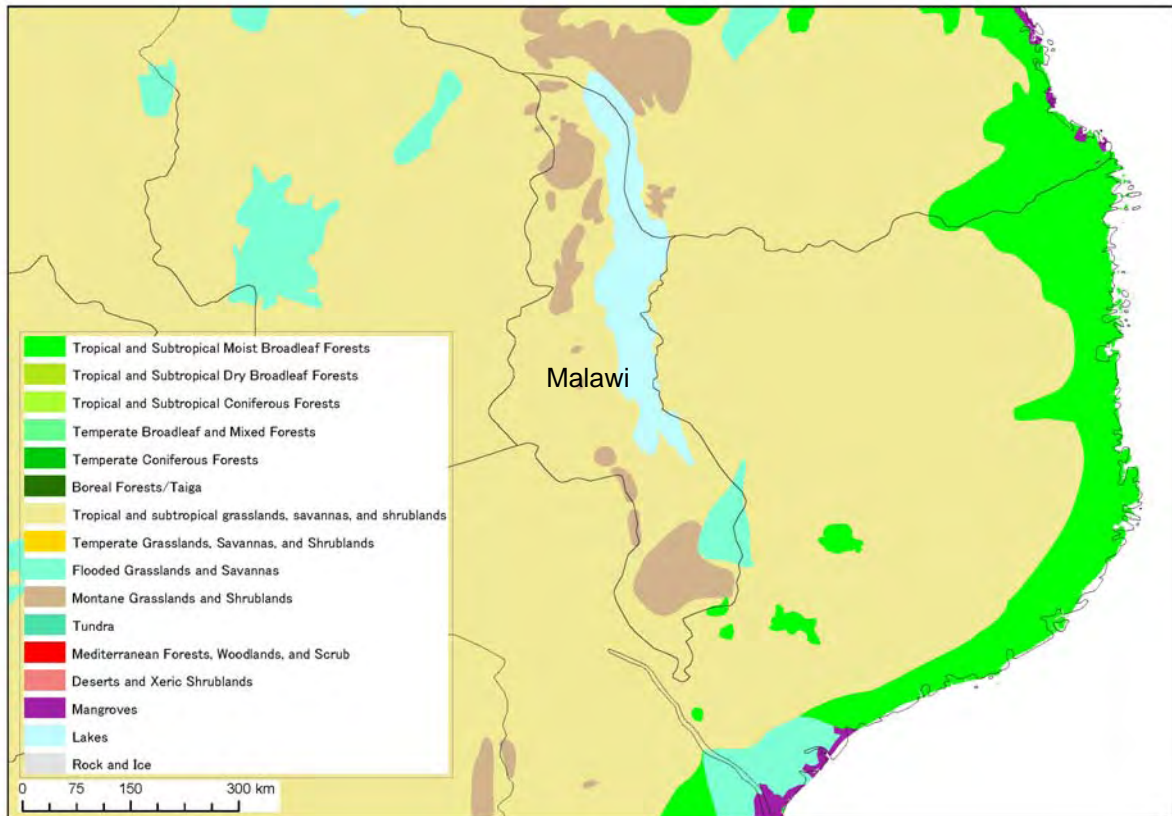 Malawi
Tropical and Subtropical Moist Broadleaf Forests
Tropical and Subtropical Dry Broadleaf Forests
Tropical and Subtropical Coniferous Forests
Temperate Broadleaf and Mixed Forests
Temperate Coniferous Forests
Boreal Forests/Taiga
Tropical and subtropical grasslands, savannas, and shrublands
Temperate Grasslands, Savannas, and Shrublands
Flooded Grasslands and Savannas
Montane Grasslands and Shrublands
Tundra
Mediterranean Forests, Woodlands, and Scrub
Deserts and Xeric Shrublands
Mangroves
Lakes
Rock and Ice
0 75 150 300 km